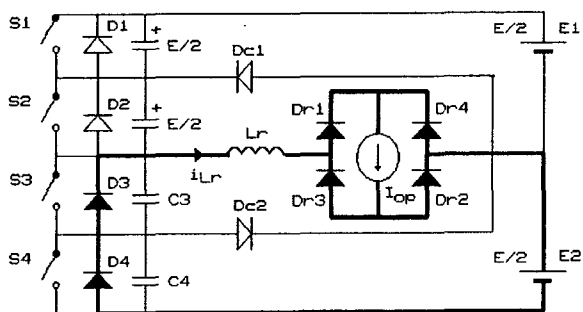 S1
D1
+
E/2
E/2
E1
Dc1
S2
D2
+
E/2
Dr1
Dr4
Lr
iLr
S3
D3
C3
Dr3
Iop
Dr2
Dc2
E/2
E2
S4
D4
C4